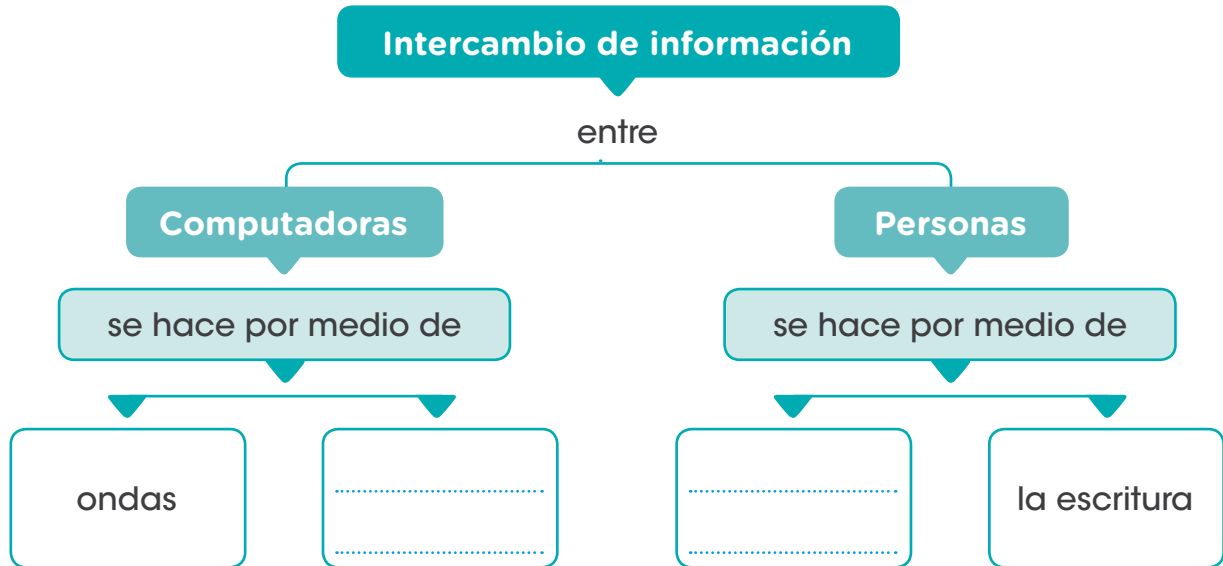 Intercambio de información
entre
Computadoras
Personas
se hace por medio de
se hace por medio de
ondas
la escritura